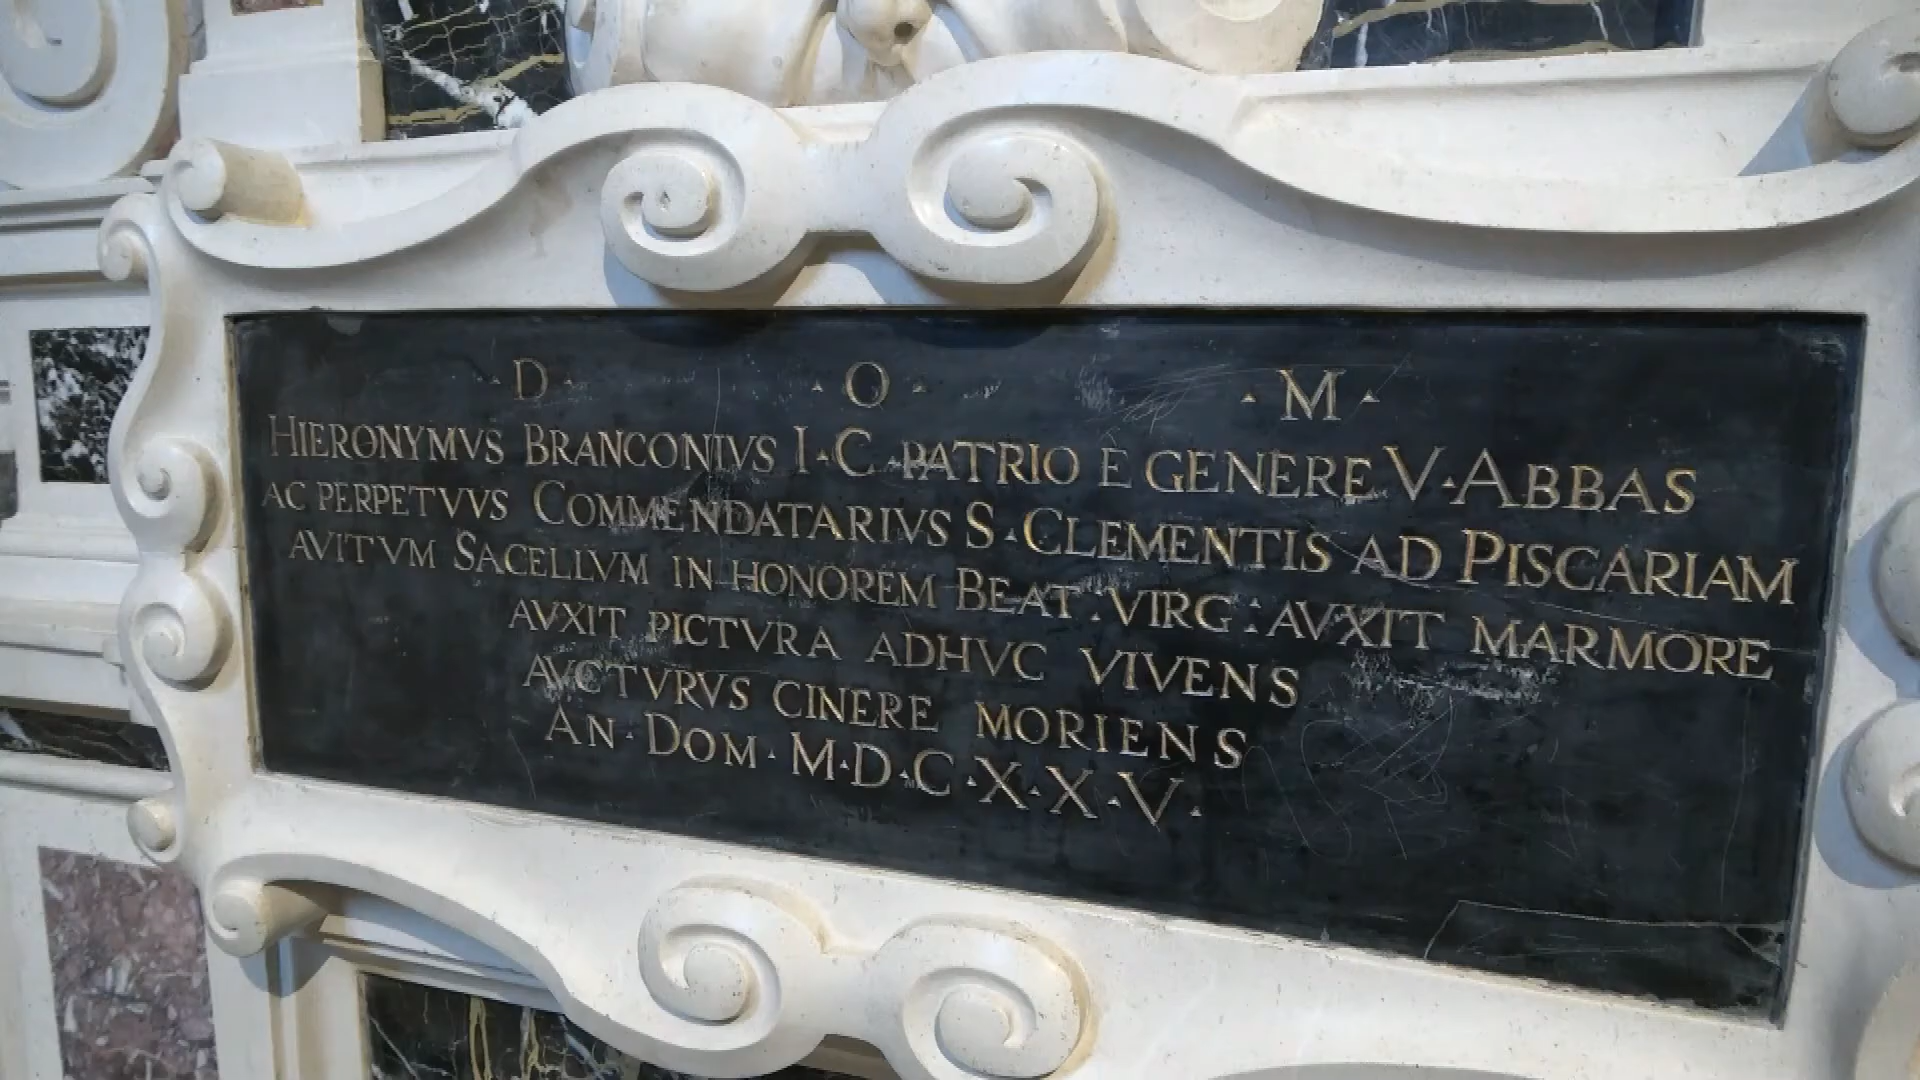 · D · · O · · M ·
HIERONYMVS BRANCONIVS I·C·PATRIO E GENERE V·ABBAS
AC PERPETVVS COMMENDATARIVS S·CLEMENTIS AD PISCARIAM
AVITVM SACELLVM IN HONOREM BEAT:VIRG:AVXIT MARMORE
AVXIT PICTVRA ADHVC VIVENS
AVCTVRVS CINERE MORIENS
AN·DOM·M·D·C·X·X·V·